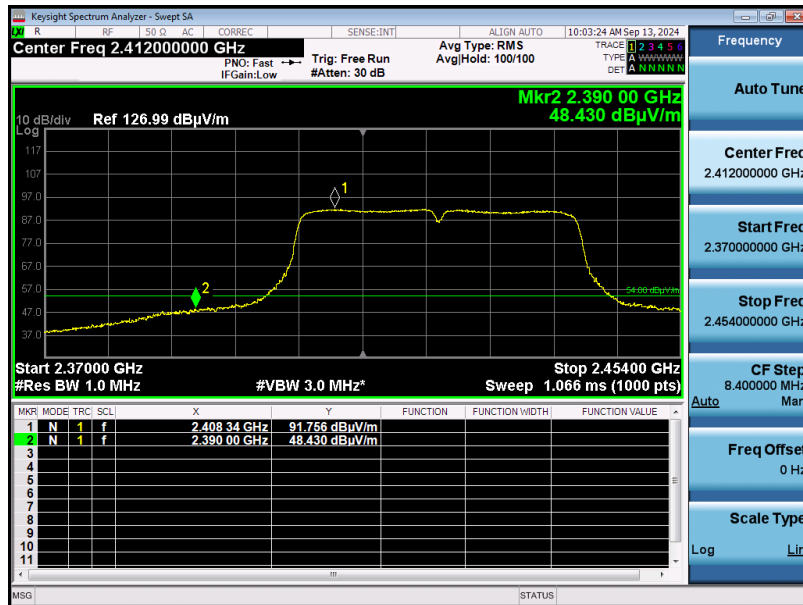 Keysight Spectrum Analyzer - Swept SA
LXI R RF 50 Ω AC CORREC SENSE:INT ALIGN AUTO 10:03:24 AM Sep 13, 2024
Center Freq 2.412000000 GHz
PNO: Fast
IFGain:Low
Trig: Free Run
#Atten: 30 dB
Avg Type: RMS
Avg|Hold: 100/100
TRACE 1 2 3 4 5 6
TYPE A WWWWW
DET A N N N N N
Mkr2 2.390 00 GHz
48.430 dBµV/m
10 dB/div Ref 126.99 dBµV/m
Log
117
107
97.0
87.0
77.0
67.0
57.0
47.0
37.0
1
2
54.00 dBµV/m
Start 2.37000 GHz Stop 2.45400 GHz
#Res BW 1.0 MHz #VBW 3.0 MHz* Sweep 1.066 ms (1000 pts)
MKR MODE TRC SCL X Y FUNCTION FUNCTION WIDTH FUNCTION VALUE
1 N 1 f 2.408 34 GHz 91.756 dBµV/m
2 N 1 f 2.390 00 GHz 48.430 dBµV/m
3
4
5
6
7
8
9
10
11
MSG STATUS
Frequency
Auto Tune
Center Freq
2.412000000 GHz
Start Freq
2.370000000 GHz
Stop Freq
2.454000000 GHz
CF Step
8.400000 MHz
Auto Man
Freq Offset
0 Hz
Scale Type
Log Lin